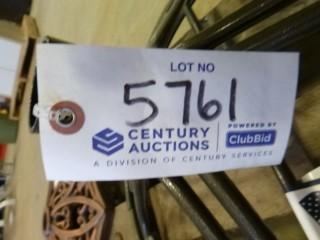 LOT NO
5761
CENTURY AUCTIONS
POWERED BY
ClubBid
A DIVISION OF CENTURY SERVICES